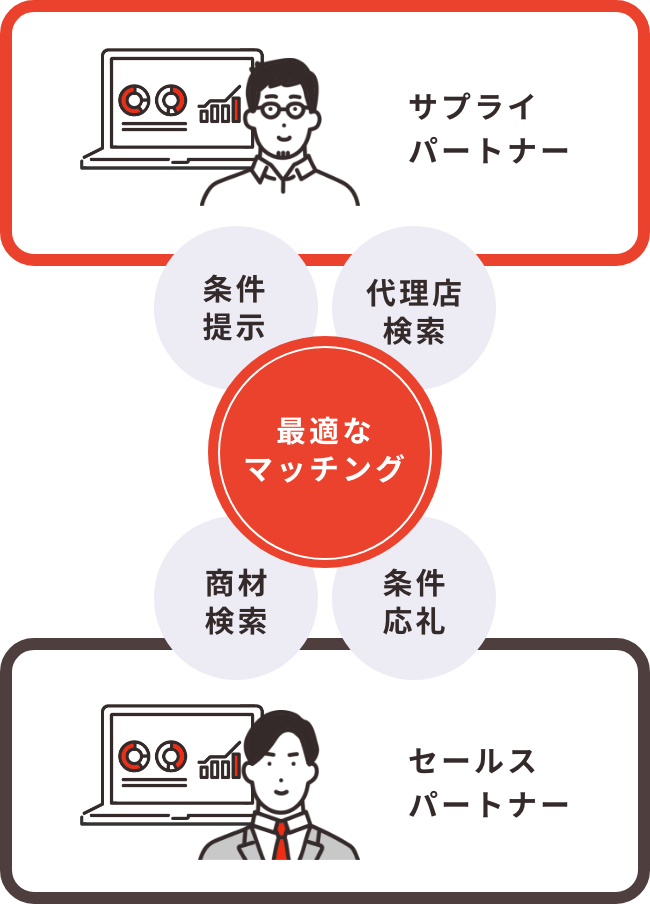 サプライ
パートナー
条件
提示
代理店
検索
最適な
マッチング
商材
検索
条件
応礼
セールス
パートナー